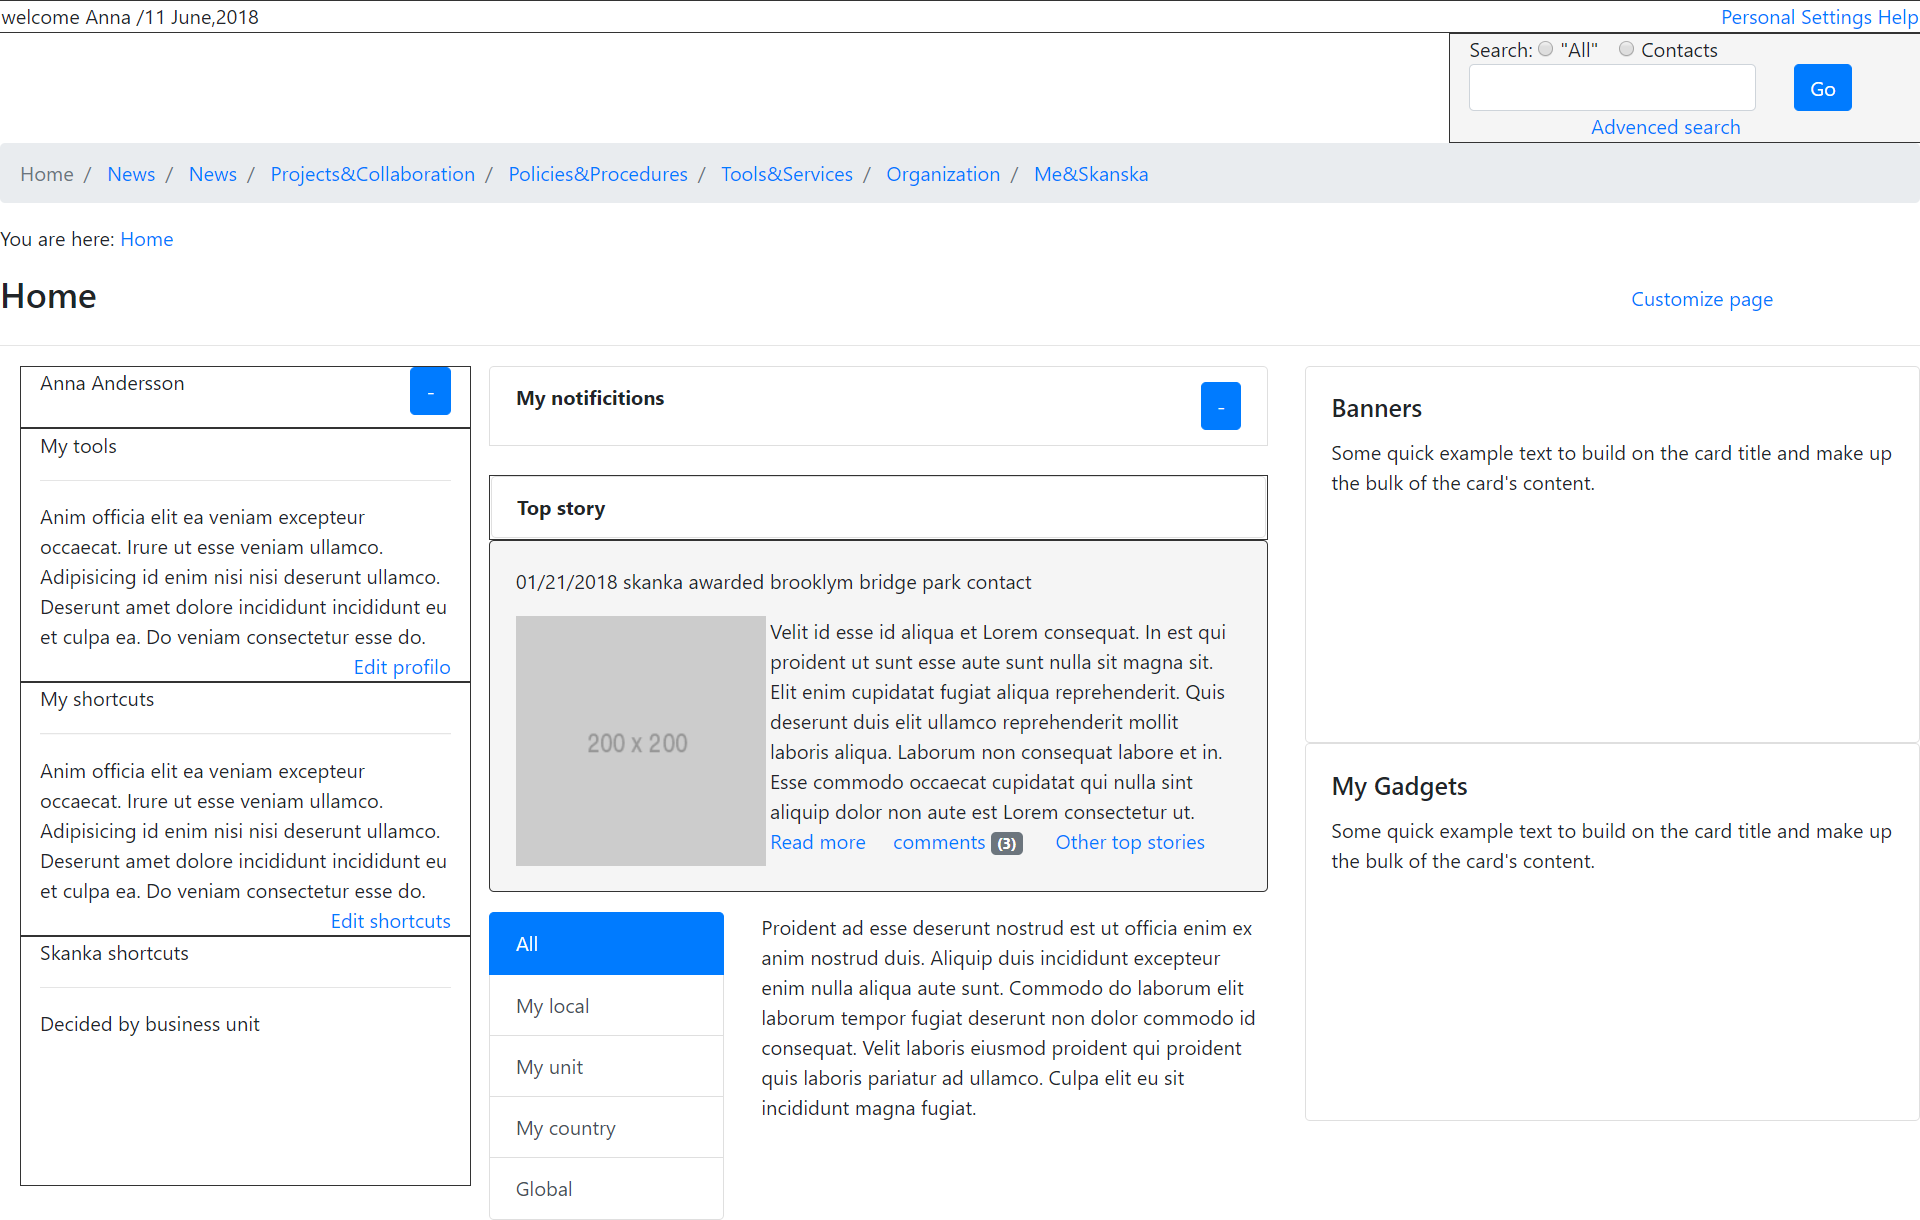 welcome Anna /11 June,2018
Personal Settings Help
Search: "All" Contacts
Go
Advenced search
Home / News / News / Projects&Collaboration / Policies&Procedures / Tools&Services / Organization / Me&Skanska
You are here: Home
Home
Customize page
Anna Andersson
-
My tools
Anim officia elit ea veniam excepteur
occaecat. Irure ut esse veniam ullamco.
Adipisicing id enim nisi nisi deserunt ullamco.
Deserunt amet dolore incididunt incididunt eu
et culpa ea. Do veniam consectetur esse do.
Edit profilo
My shortcuts
Anim officia elit ea veniam excepteur
occaecat. Irure ut esse veniam ullamco.
Adipisicing id enim nisi nisi deserunt ullamco.
Deserunt amet dolore incididunt incididunt eu
et culpa ea. Do veniam consectetur esse do.
Edit shortcuts
Skanka shortcuts
Decided by business unit
My notificitions
-
Top story
01/21/2018 skanka awarded brooklym bridge park contact
200 x 200
Velit id esse id aliqua et Lorem consequat. In est qui
proident ut sunt esse aute sunt nulla sit magna sit.
Elit enim cupidatat fugiat aliqua reprehenderit. Quis
deserunt duis elit ullamco reprehenderit mollit
laboris aliqua. Laborum non consequat labore et in.
Esse commodo occaecat cupidatat qui nulla sint
aliquip dolor non aute est Lorem consectetur ut.
Read more comments (3) Other top stories
All
My local
My unit
My country
Global
Proident ad esse deserunt nostrud est ut officia enim ex
anim nostrud duis. Aliquip duis incididunt excepteur
enim nulla aliqua aute sunt. Commodo do laborum elit
laborum tempor fugiat deserunt non dolor commodo id
consequat. Velit laboris eiusmod proident qui proident
quis laboris pariatur ad ullamco. Culpa elit eu sit
incididunt magna fugiat.
Banners
Some quick example text to build on the card title and make up
the bulk of the card's content.
My Gadgets
Some quick example text to build on the card title and make up
the bulk of the card's content.